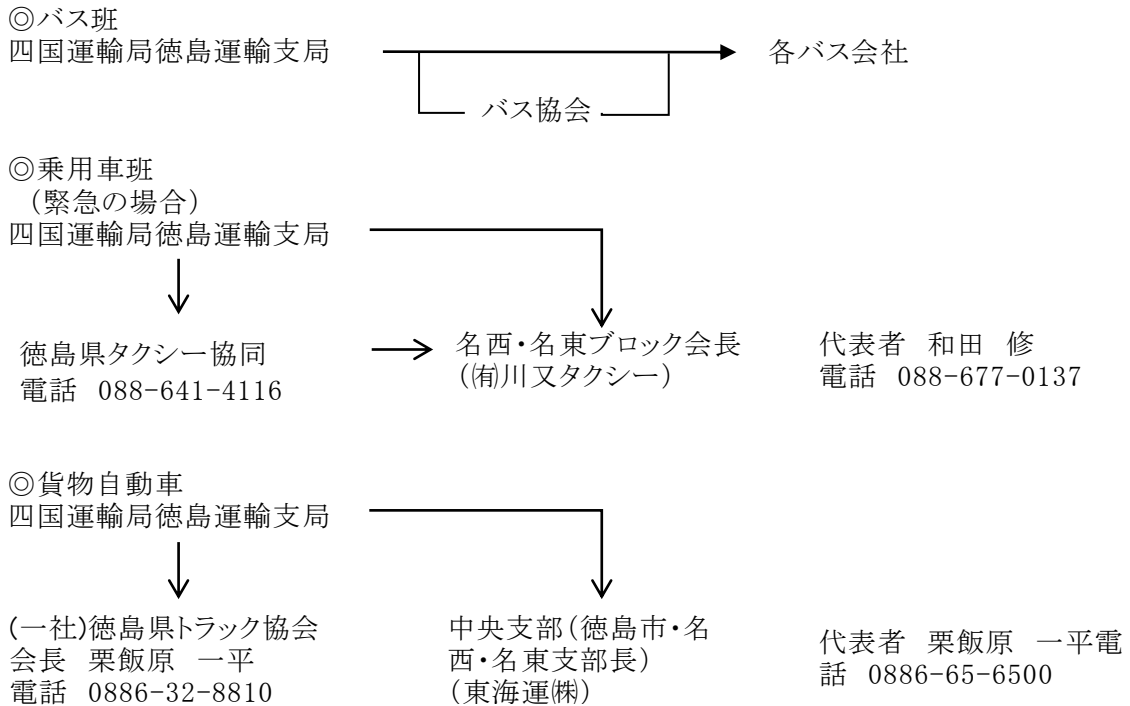 ◎バス班
四国運輸局徳島運輸支局
各バス会社
バス協会
◎乗用車班
（緊急の場合）
四国運輸局徳島運輸支局
徳島県タクシー協同
電話 088-641-4116
名西・名東ブロック会長
（㈲川又タクシー）
代表者 和田 修
電話 088-677-0137
◎貨物自動車
四国運輸局徳島運輸支局
(一社)徳島県トラック協会
会長 栗飯原 一平
電話 0886-32-8810
中央支部（徳島市・名
西・名東支部長）
（東海運㈱）
代表者 栗飯原 一平電
話 0886-65-6500